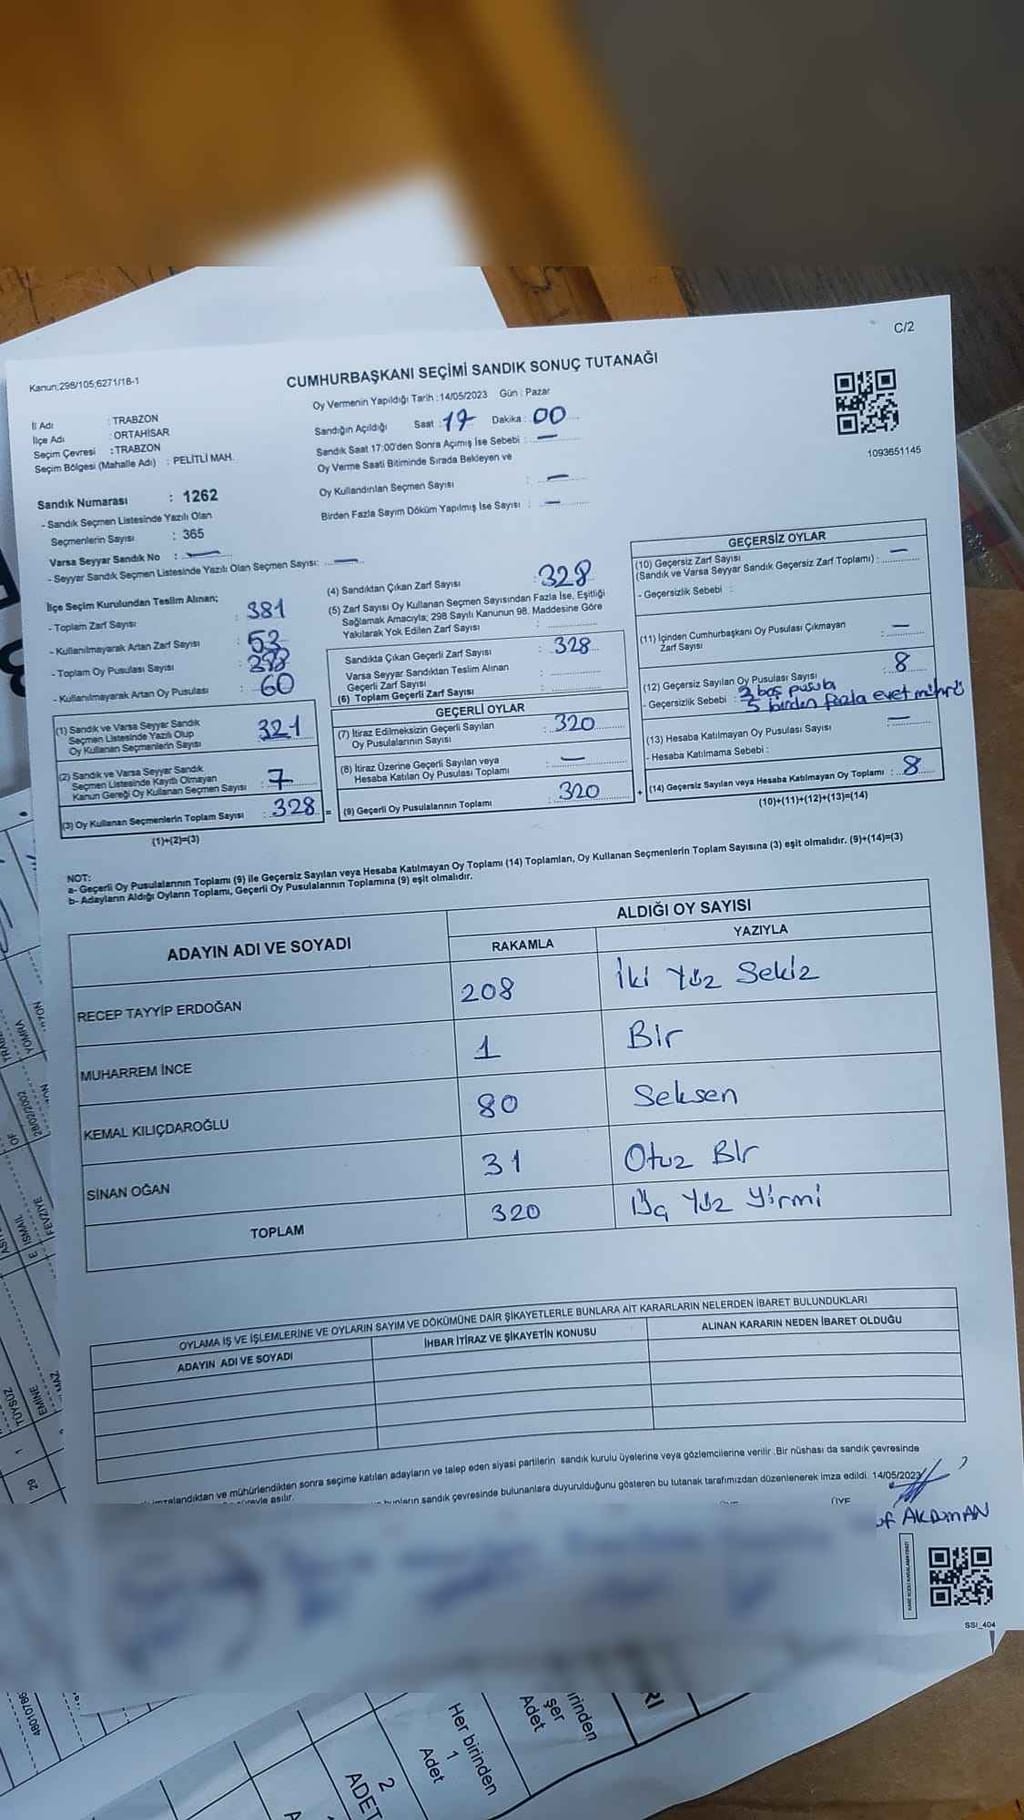 C/2
Kanun;298/105;6271/18-1
CUMHURBAŞKANI SEÇİMİ SANDIK SONUÇ TUTANAĞI
Oy Vermenin Yapıldığı Tarih : 14/05/2023 Gün : Pazar
İl Adı : TRABZON
İlçe Adı : ORTAHİSAR
Seçim Çevresi : TRABZON
Seçim Bölgesi (Mahalle Adı) : PELİTLİ MAH.
Sandığın Açıldığı Saat : 17 Dakika : 00
Sandık Saat 17:00'den Sonra Açımış İse Sebebi : —
Oy Verme Saati Bitiminde Sırada Bekleyen ve
Oy Kullandırılan Seçmen Sayısı : —
Birden Fazla Sayım Döküm Yapılmış İse Sayısı : —
1093651145
Sandık Numarası : 1262
- Sandık Seçmen Listesinde Yazılı Olan
Seçmenlerin Sayısı : 365
Varsa Seyyar Sandık No : —
- Seyyar Sandık Seçmen Listesinde Yazılı Olan Seçmen Sayısı: —
İlçe Seçim Kurulundan Teslim Alınan;
- Toplam Zarf Sayısı : 381
- Kullanılmayarak Artan Zarf Sayısı : 53
- Toplam Oy Pusulası Sayısı :
- Kullanılmayarak Artan Oy Pusulası : 60
(1) Sandık ve Varsa Seyyar Sandık
Seçmen Listesinde Yazılı Olup
Oy Kullanan Seçmenlerin Sayısı : 321
(2) Sandık ve Varsa Seyyar Sandık
Seçmen Listesinde Kayıtlı Olmayan
Kanun Gereği Oy Kullanan Seçmen Sayısı : 7
(3) Oy Kullanan Seçmenlerin Toplam Sayısı : 328 =
(1)+(2)=(3)
(4) Sandıktan Çıkan Zarf Sayısı : 328
(5) Zarf Sayısı Oy Kullanan Seçmen Sayısından Fazla İse, Eşitliği
Sağlamak Amacıyla; 298 Sayılı Kanunun 98. Maddesine Göre
Yakılarak Yok Edilen Zarf Sayısı :
Sandıkta Çıkan Geçerli Zarf Sayısı : 328
Varsa Seyyar Sandıktan Teslim Alınan
Geçerli Zarf Sayısı :
(6) Toplam Geçerli Zarf Sayısı :
GEÇERLİ OYLAR
(7) İtiraz Edilmeksizin Geçerli Sayılan
Oy Pusulalarının Sayısı : 320
(8) İtiraz Üzerine Geçerli Sayılan veya
Hesaba Katılan Oy Pusulası Toplamı : —
(9) Geçerli Oy Pusulalarının Toplamı : 320 +
GEÇERSİZ OYLAR
(10) Geçersiz Zarf Sayısı
(Sandık ve Varsa Seyyar Sandık Geçersiz Zarf Toplamı) : —
- Geçersizlik Sebebi :
(11) İçinden Cumhurbaşkanı Oy Pusulası Çıkmayan
Zarf Sayısı : —
(12) Geçersiz Sayılan Oy Pusulası Sayısı : 8
- Geçersizlik Sebebi : 3 boş pusula
5 birden fazla evet mührü
(13) Hesaba Katılmayan Oy Pusulası Sayısı : —
- Hesaba Katılmama Sebebi :
(14) Geçersiz Sayılan veya Hesaba Katılmayan Oy Toplamı : 8
(10)+(11)+(12)+(13)=(14)
NOT:
a- Geçerli Oy Pusulalarının Toplamı (9) ile Geçersiz Sayılan veya Hesaba Katılmayan Oy Toplamı (14) Toplamları, Oy Kullanan Seçmenlerin Toplam Sayısına (3) eşit olmalıdır. (9)+(14)=(3)
b- Adayların Aldığı Oyların Toplamı, Geçerli Oy Pusulalarının Toplamına (9) eşit olmalıdır.
ADAYIN ADI VE SOYADI
ALDIĞI OY SAYISI
RAKAMLA YAZIYLA
RECEP TAYYİP ERDOĞAN 208 İki Yüz Sekiz
MUHARREM İNCE 1 Bir
KEMAL KILIÇDAROĞLU 80 Seksen
SİNAN OĞAN 31 Otuz Bir
TOPLAM 320 Üç Yüz Yirmi
OYLAMA İŞ VE İŞLEMLERİNE VE OYLARIN SAYIM VE DÖKÜMÜNE DAİR ŞİKAYETLERLE BUNLARA AİT KARARLARIN NELERDEN İBARET BULUNDUKLARI
ADAYIN ADI VE SOYADI İHBAR İTİRAZ VE ŞİKAYETİN KONUSU ALINAN KARARIN NEDEN İBARET OLDUĞU
imzalandıktan ve mühürlendikten sonra seçime katılan adayların ve talep eden siyasi partilerin sandık kurulu üyelerine veya gözlemcilerine verilir. Bir nüshası da sandık çevresinde
asılır. bunların sandık çevresinde bulunanlara duyurulduğunu gösteren bu tutanak tarafımızdan düzenlenerek imza edildi. 14/05/2023
ÜYE
AKDUMAN
SSI_404
YOMRA
28/02/2002
FEVZİYE
İSMAİL
TÜYSÜZ
EMİNE
29
1
Her birinden
1
Adet
2
ADET
Adet